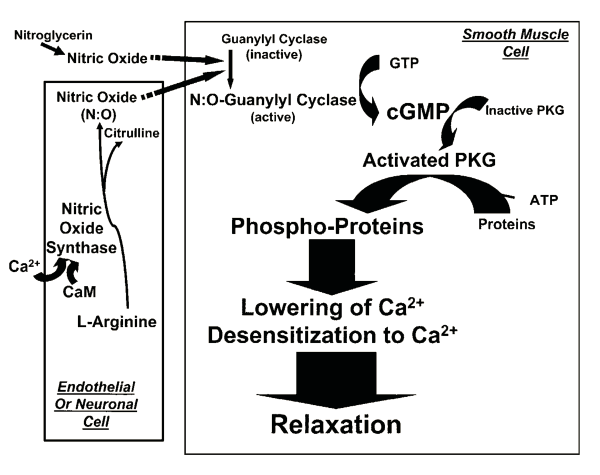 Nitroglycerin
Nitric Oxide
Guanylyl Cyclase
(inactive)
Smooth Muscle
Cell
GTP
Nitric Oxide
(N:O)
N:O-Guanylyl Cyclase
(active)
cGMP
Inactive PKG
Citrulline
Activated PKG
ATP
Proteins
Nitric
Oxide
Synthase
Phospho-Proteins
Ca²⁺
CaM
L-Arginine
Lowering of Ca²⁺
Desensitization to Ca²⁺
Endothelial
Or Neuronal
Cell
Relaxation